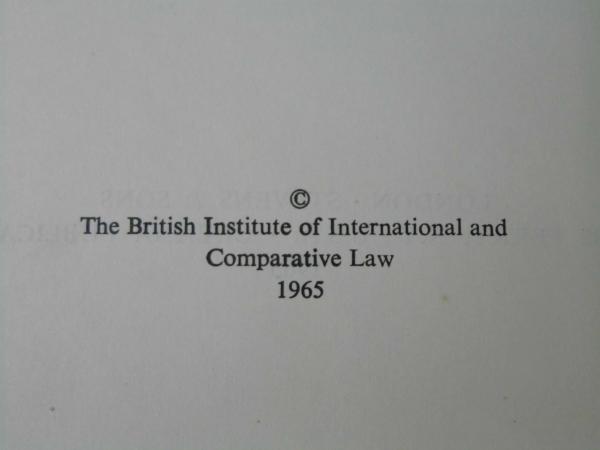 ©
The British Institute of International and
Comparative Law
1965